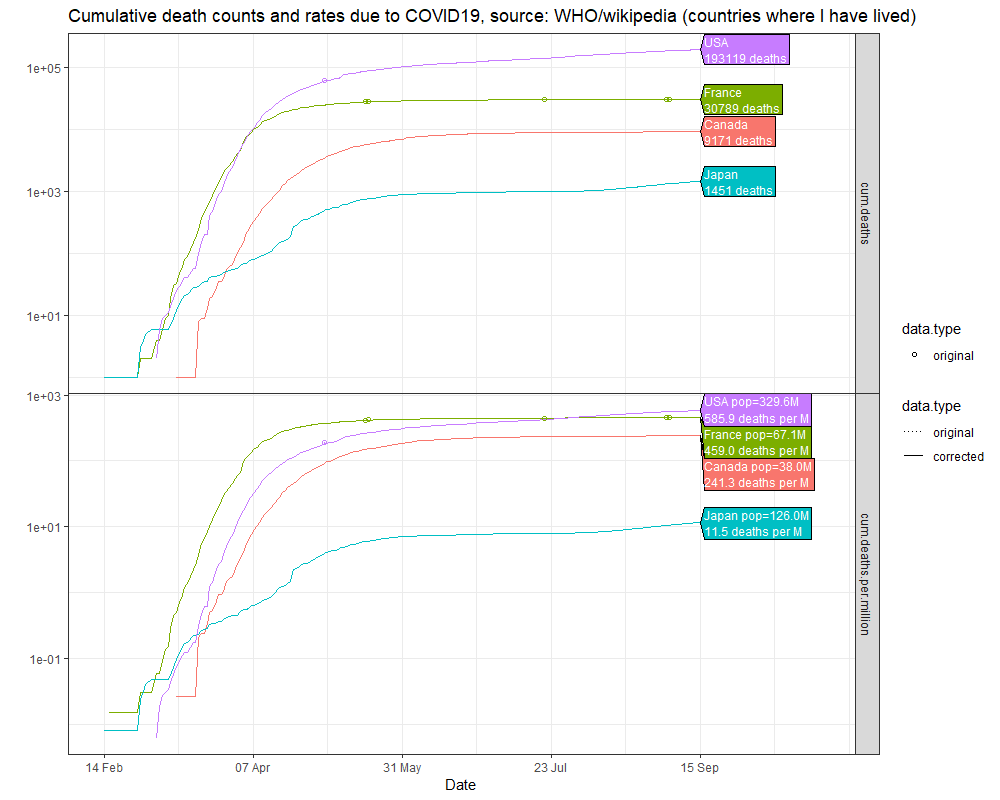 Cumulative death counts and rates due to COVID19, source: WHO/wikipedia (countries where I have lived)
1e+05
1e+03
1e+01
USA
193119 deaths
France
30789 deaths
Canada
9171 deaths
Japan
1451 deaths
cum.deaths
1e+03
1e+01
1e-01
USA pop=329.6M
585.9 deaths per M
France pop=67.1M
459.0 deaths per M
Canada pop=38.0M
241.3 deaths per M
Japan pop=126.0M
11.5 deaths per M
cum.deaths.per.million
14 Feb
07 Apr
31 May
23 Jul
15 Sep
Date
data.type
original
data.type
original
corrected